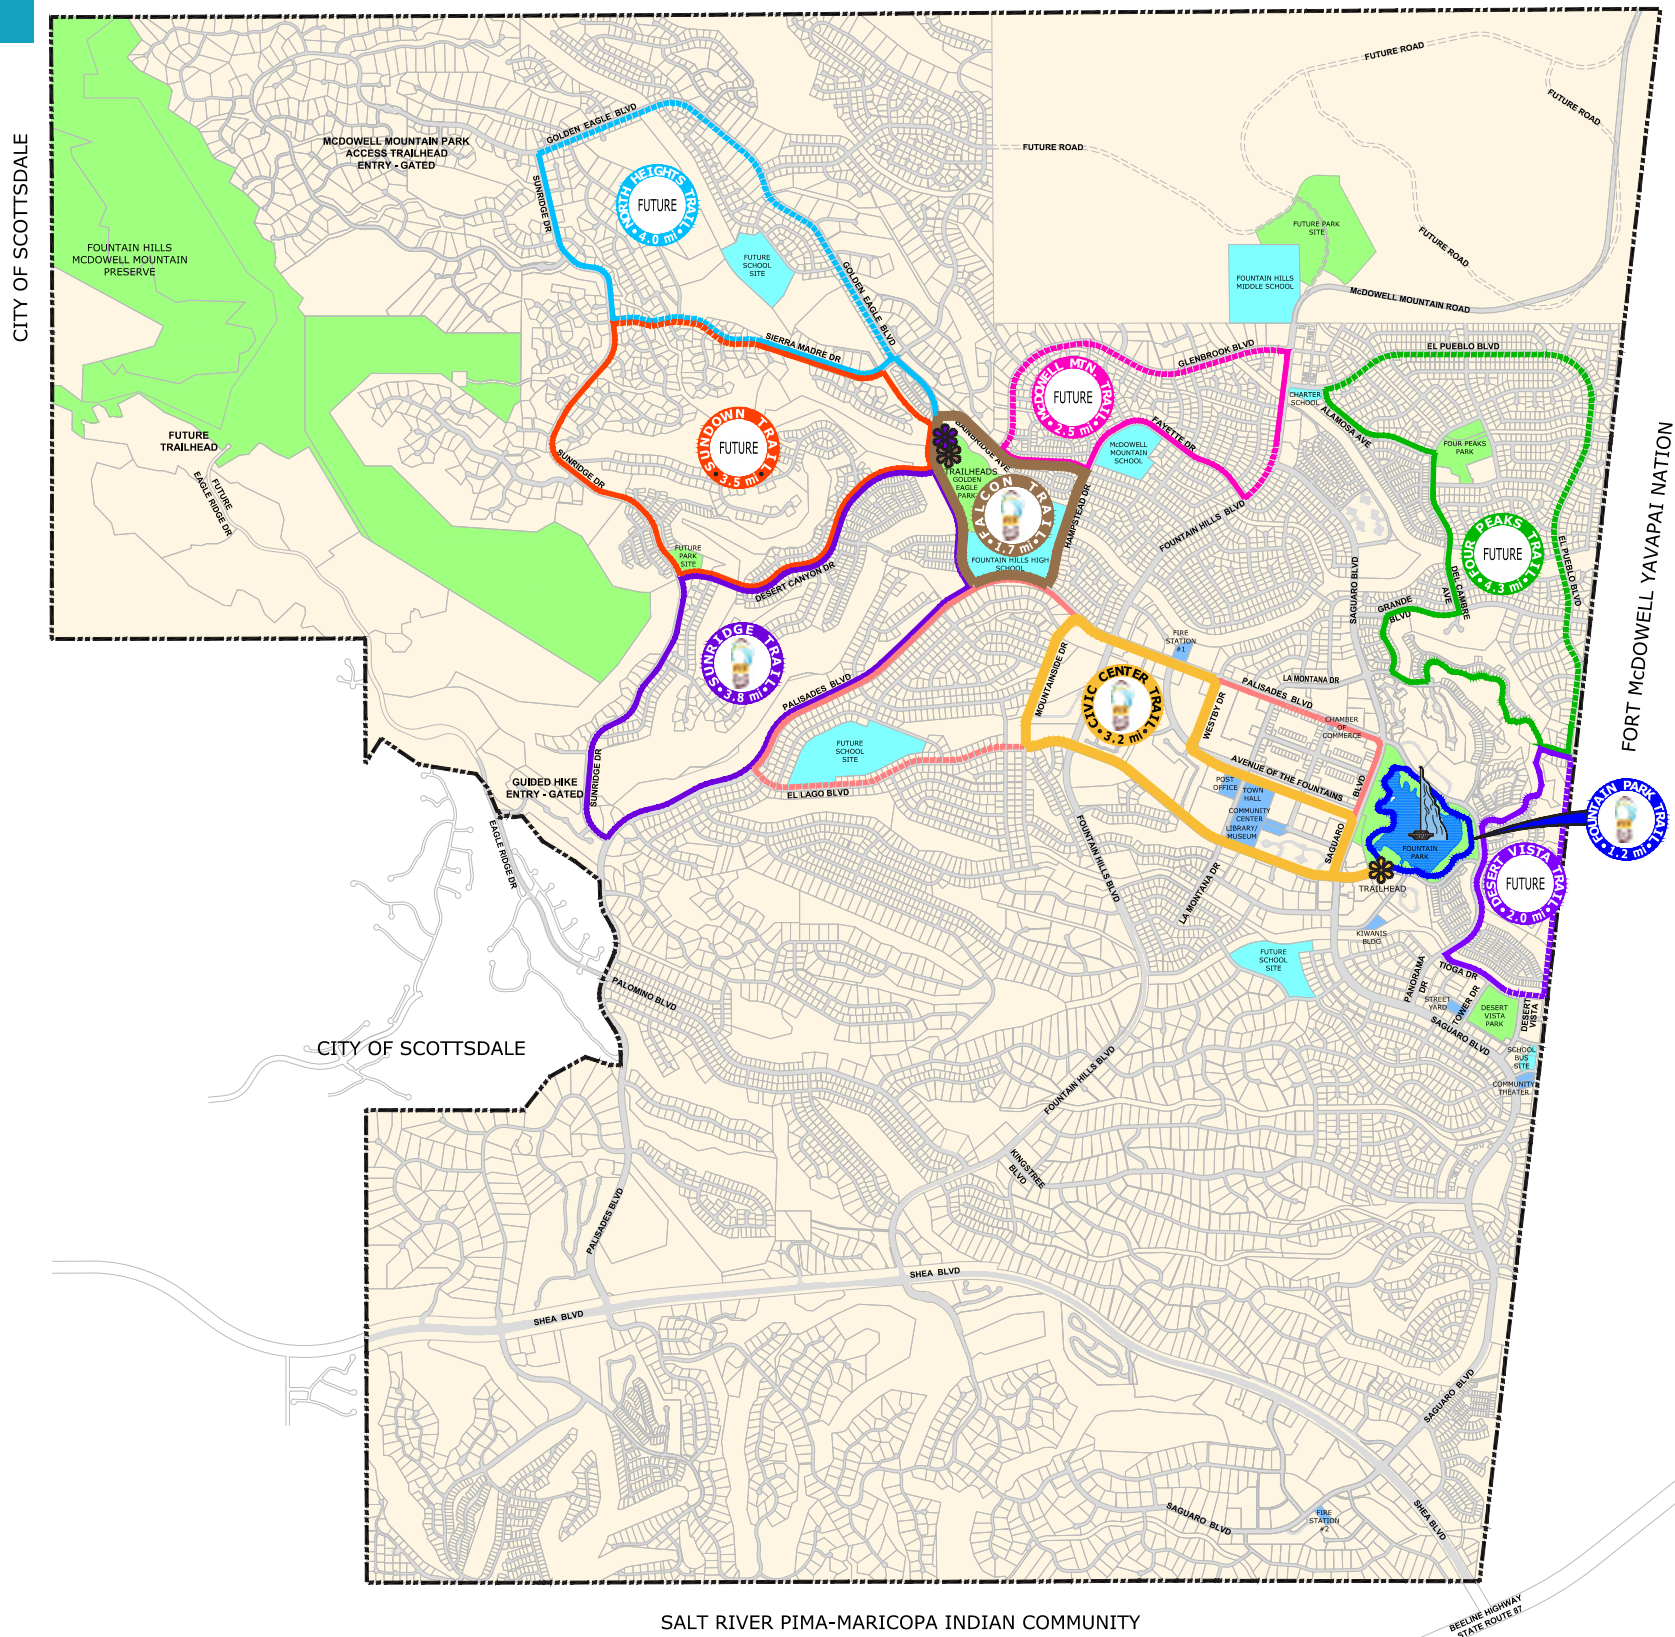 CITY OF SCOTTSDALE
FOUNTAIN HILLS
MCDOWELL MOUNTAIN
PRESERVE
MCDOWELL MOUNTAIN PARK
ACCESS TRAILHEAD
ENTRY - GATED
GOLDEN EAGLE BLVD
SUNRIDGE DR
NORTH HEIGHTS TRAIL
FUTURE
4.0 mi
FUTURE
SCHOOL
SITE
GOLDEN EAGLE BLVD
SIERRA MADRE DR
FUTURE ROAD
FUTURE ROAD
FUTURE ROAD
FUTURE ROAD
FUTURE PARK
SITE
FOUNTAIN HILLS
MIDDLE SCHOOL
McDOWELL MOUNTAIN ROAD
GLENBROOK BLVD
EL PUEBLO BLVD
MCDOWELL MTN. TRAIL
FUTURE
2.5 mi
CHARTER
SCHOOL
ALAMOSA AVE
FAYETTE DR
McDOWELL
MOUNTAIN
SCHOOL
FOUR PEAKS
PARK
FUTURE
TRAILHEAD
FUTURE
EAGLE RIDGE DR
SUNDOWN TRAIL
FUTURE
3.5 mi
SUNRIDGE DR
BAINBRIDGE AVE
TRAILHEADS
GOLDEN
EAGLE
PARK
FALCON TRAIL
1.7 mi
HAMPSTEAD DR
FOUNTAIN HILLS HIGH
SCHOOL
FOUNTAIN HILLS BLVD
SAGUARO BLVD
FOUR PEAKS TRAIL
FUTURE
4.3 mi
EL PUEBLO BLVD
DEL CAMBRE
AVE
GRANDE
BLVD
FORT McDOWELL YAVAPAI NATION
FUTURE
PARK
SITE
DESERT CANYON DR
SUNRIDGE TRAIL
3.8 mi
PALISADES BLVD
MOUNTAINSIDE DR
FIRE
STATION
#1
CIVIC CENTER TRAIL
3.2 mi
WESTBY DR
LA MONTANA DR
PALISADES BLVD
CHAMBER
OF
COMMERCE
AVENUE OF THE FOUNTAINS
BLVD
SAGUARO
POST
OFFICE
TOWN
HALL
COMMUNITY
CENTER
LIBRARY/
MUSEUM
FOUNTAIN
PARK
FOUNTAIN PARK TRAIL
1.2 mi
TRAILHEAD
DESERT VISTA TRAIL
FUTURE
2.0 mi
FUTURE
SCHOOL
SITE
EL LAGO BLVD
GUIDED HIKE
ENTRY - GATED
SUNRIDGE DR
EAGLE RIDGE DR
FOUNTAIN HILLS BLVD
LA MONTANA DR
KIWANIS
BLDG
FUTURE
SCHOOL
SITE
PANORAMA
DR
TIOGA DR
TOWER DR
STREET
YARD
DESERT
VISTA
PARK
DESERT
VISTA
SAGUARO BLVD
SCHOOL
BUS
SITE
COMMUNITY
THEATER
PALOMINO BLVD
CITY OF SCOTTSDALE
FOUNTAIN HILLS BLVD
KINGSTREE
BLVD
PALISADES BLVD
SHEA BLVD
SHEA BLVD
SAGUARO BLVD
SAGUARO BLVD
FIRE
STATION
#2
SHEA BLVD
BEELINE HIGHWAY
STATE ROUTE 87
SALT RIVER PIMA-MARICOPA INDIAN COMMUNITY